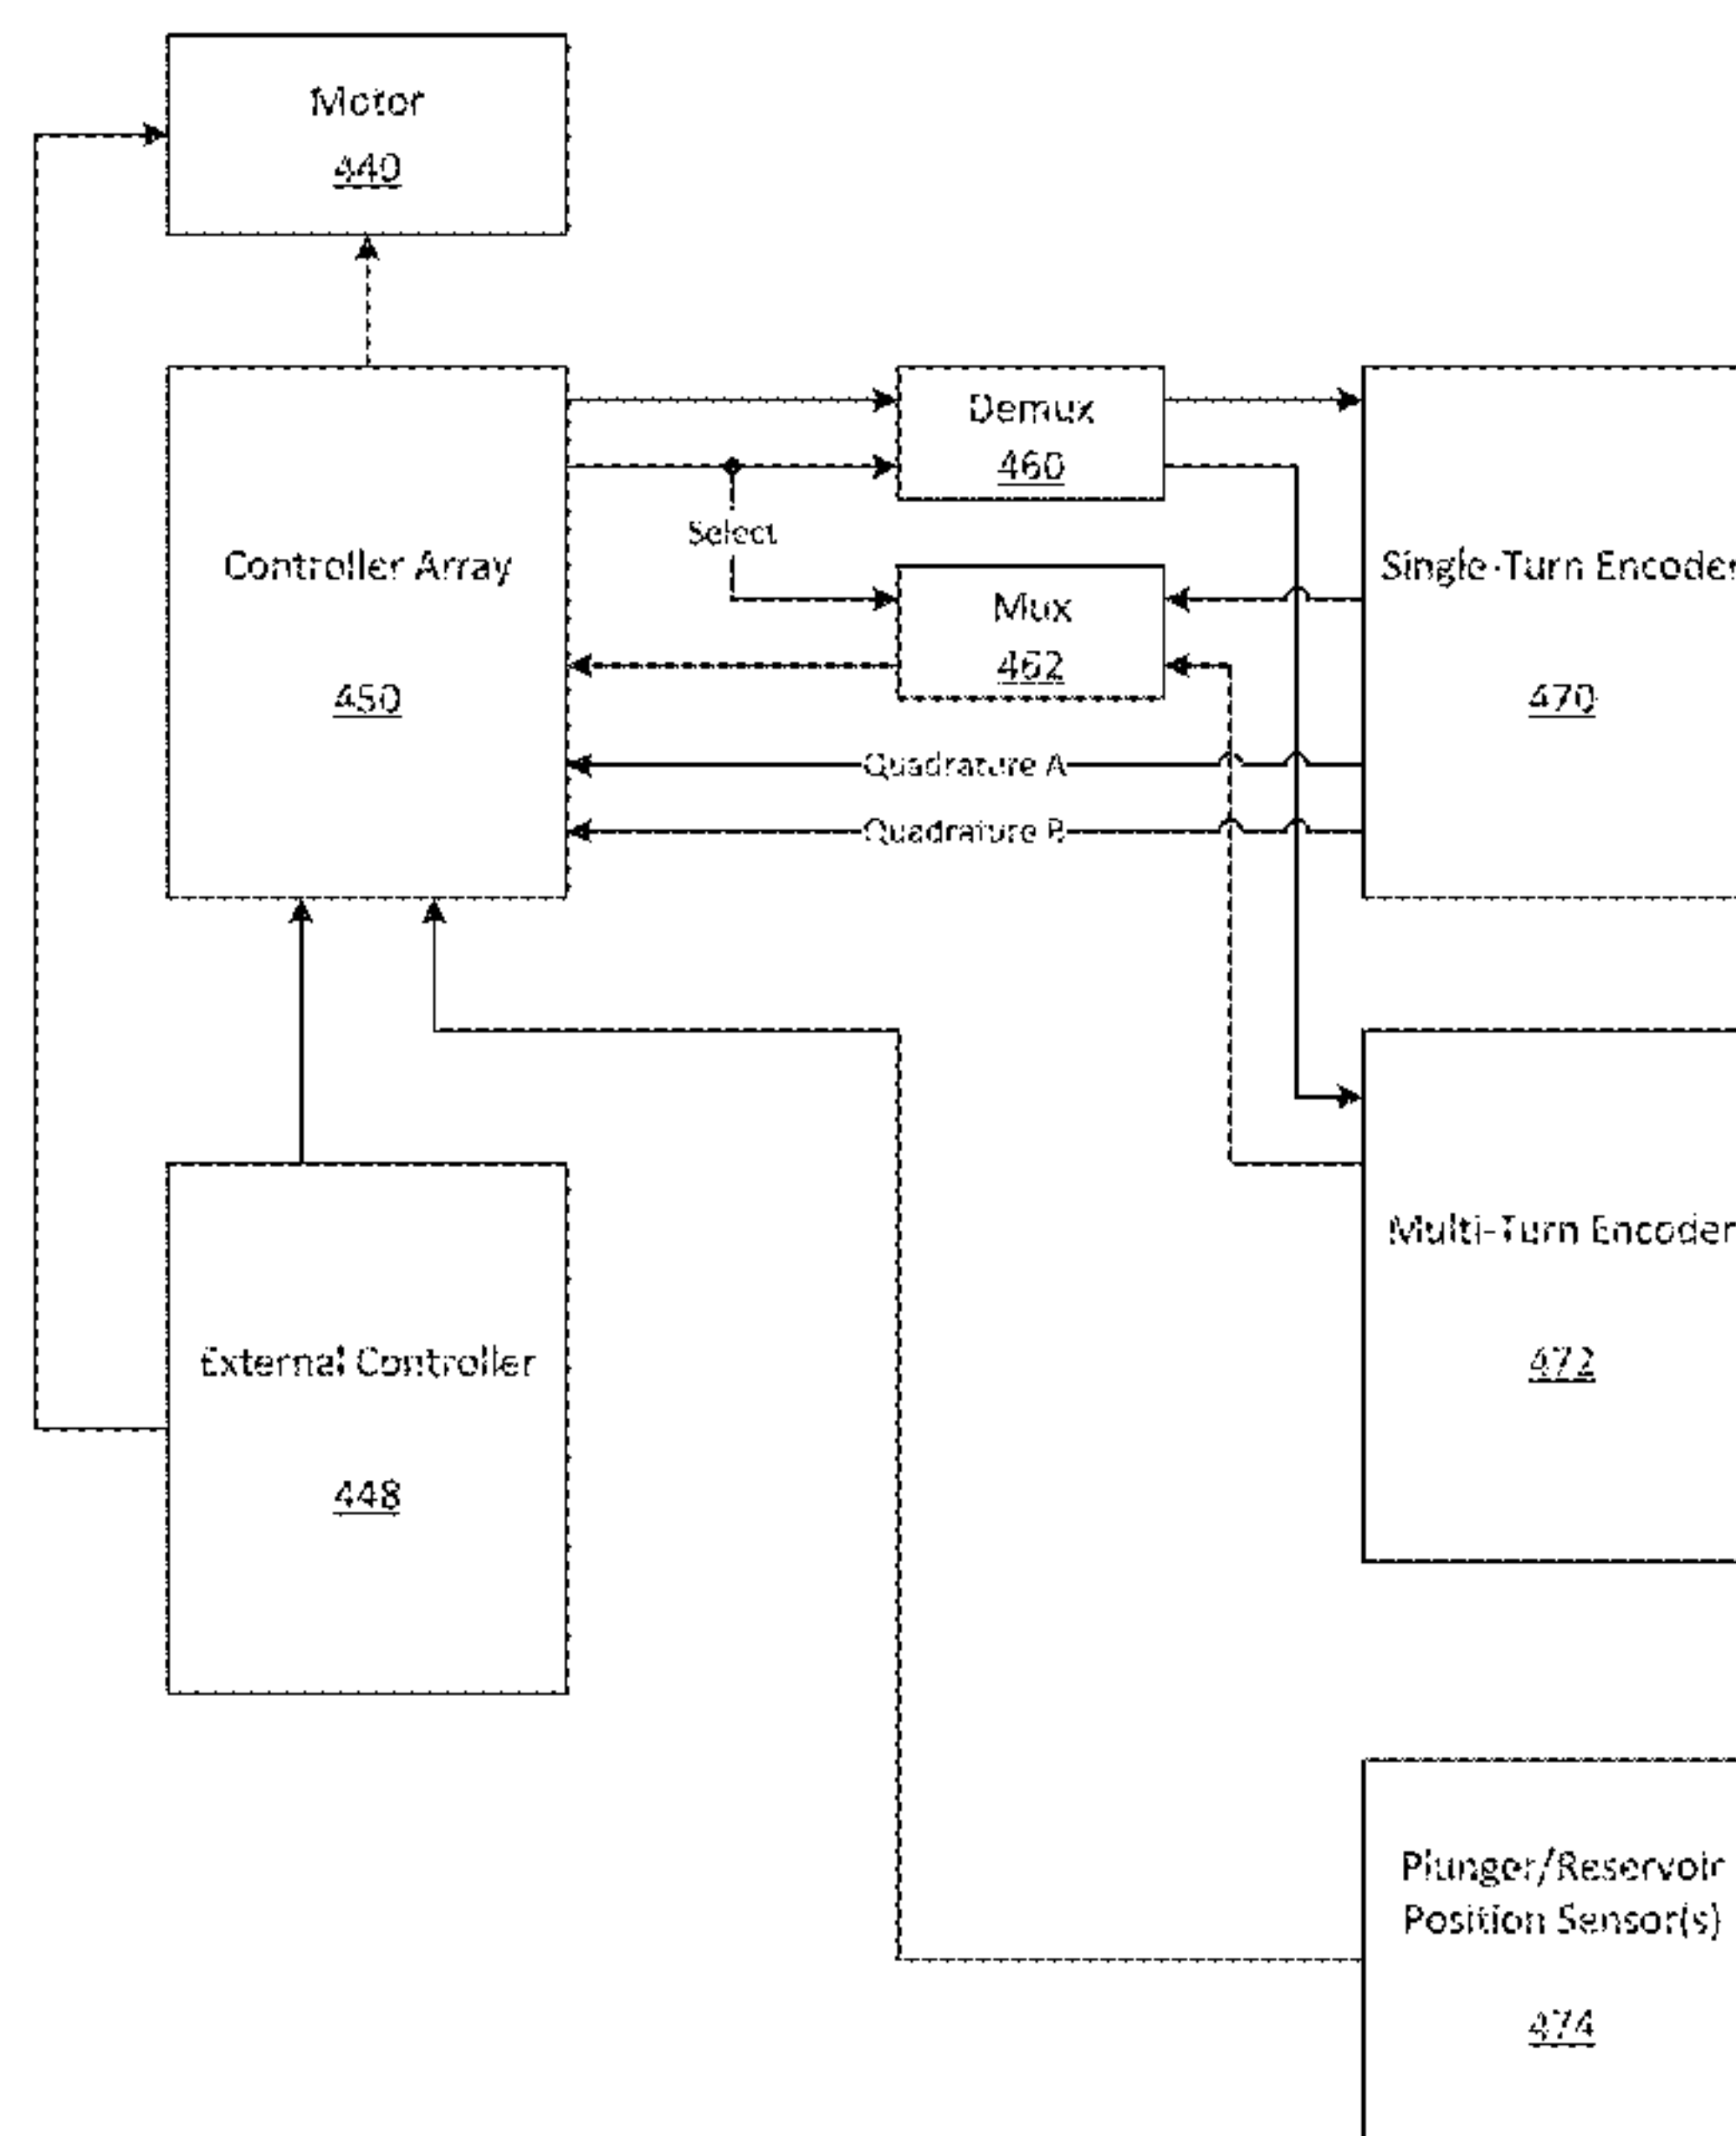 Motor
440
Controller Array
450
Demux
460
Select
Mux
462
Quadrature A
Quadrature B
Single-Turn Encoder
470
Multi-Turn Encoder
472
External Controller
448
Plunger/Reservoir
Position Sensor(s)
474